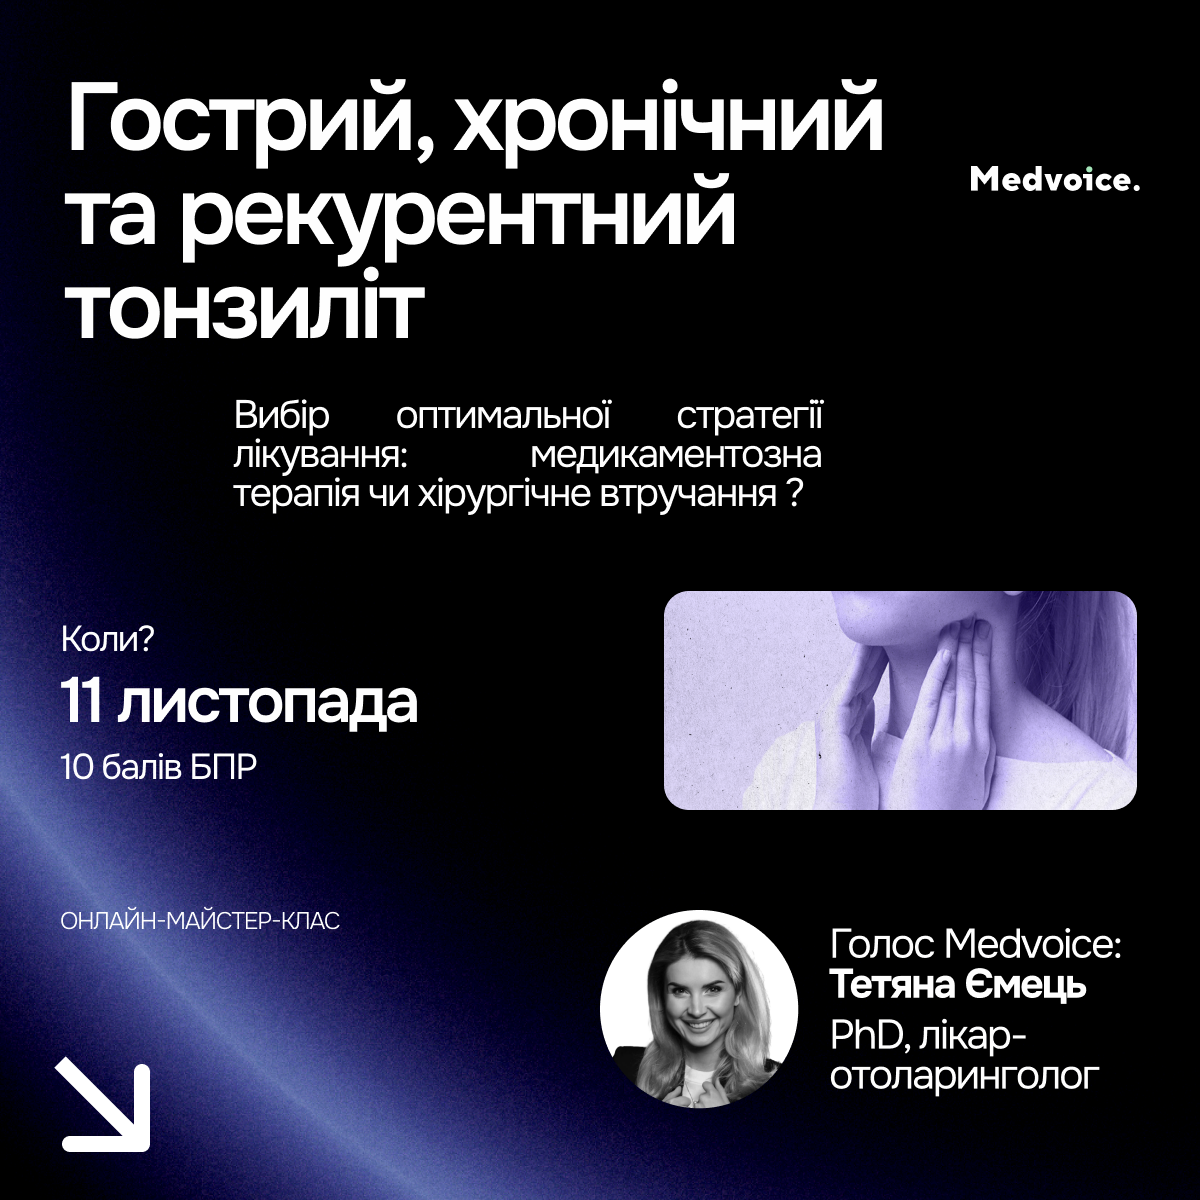 Гострий, хронічний
та рекурентний
тонзиліт
Medvoice.
Вибір оптимальної стратегії
лікування: медикаментозна
терапія чи хірургічне втручання ?
Коли?
11 листопада
10 балів БПР
ОНЛАЙН-МАЙСТЕР-КЛАС
Голос Medvoice:
Тетяна Ємець
PhD, лікар-
отоларинголог